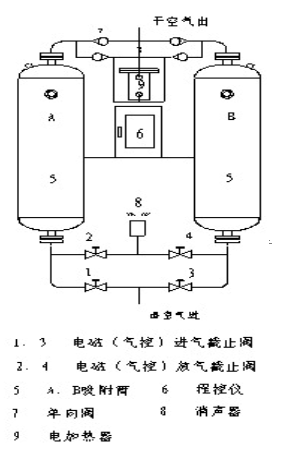 干空气出
7
9
A
B
6
5
5
8
2
4
1
3
湿空气进
1. 3 电磁（气控）进气截止阀
2. 4 电磁（气控）放气截止阀
5 A. B吸附筒 6 程控仪
7 单向阀 8 消声器
9 电加热器